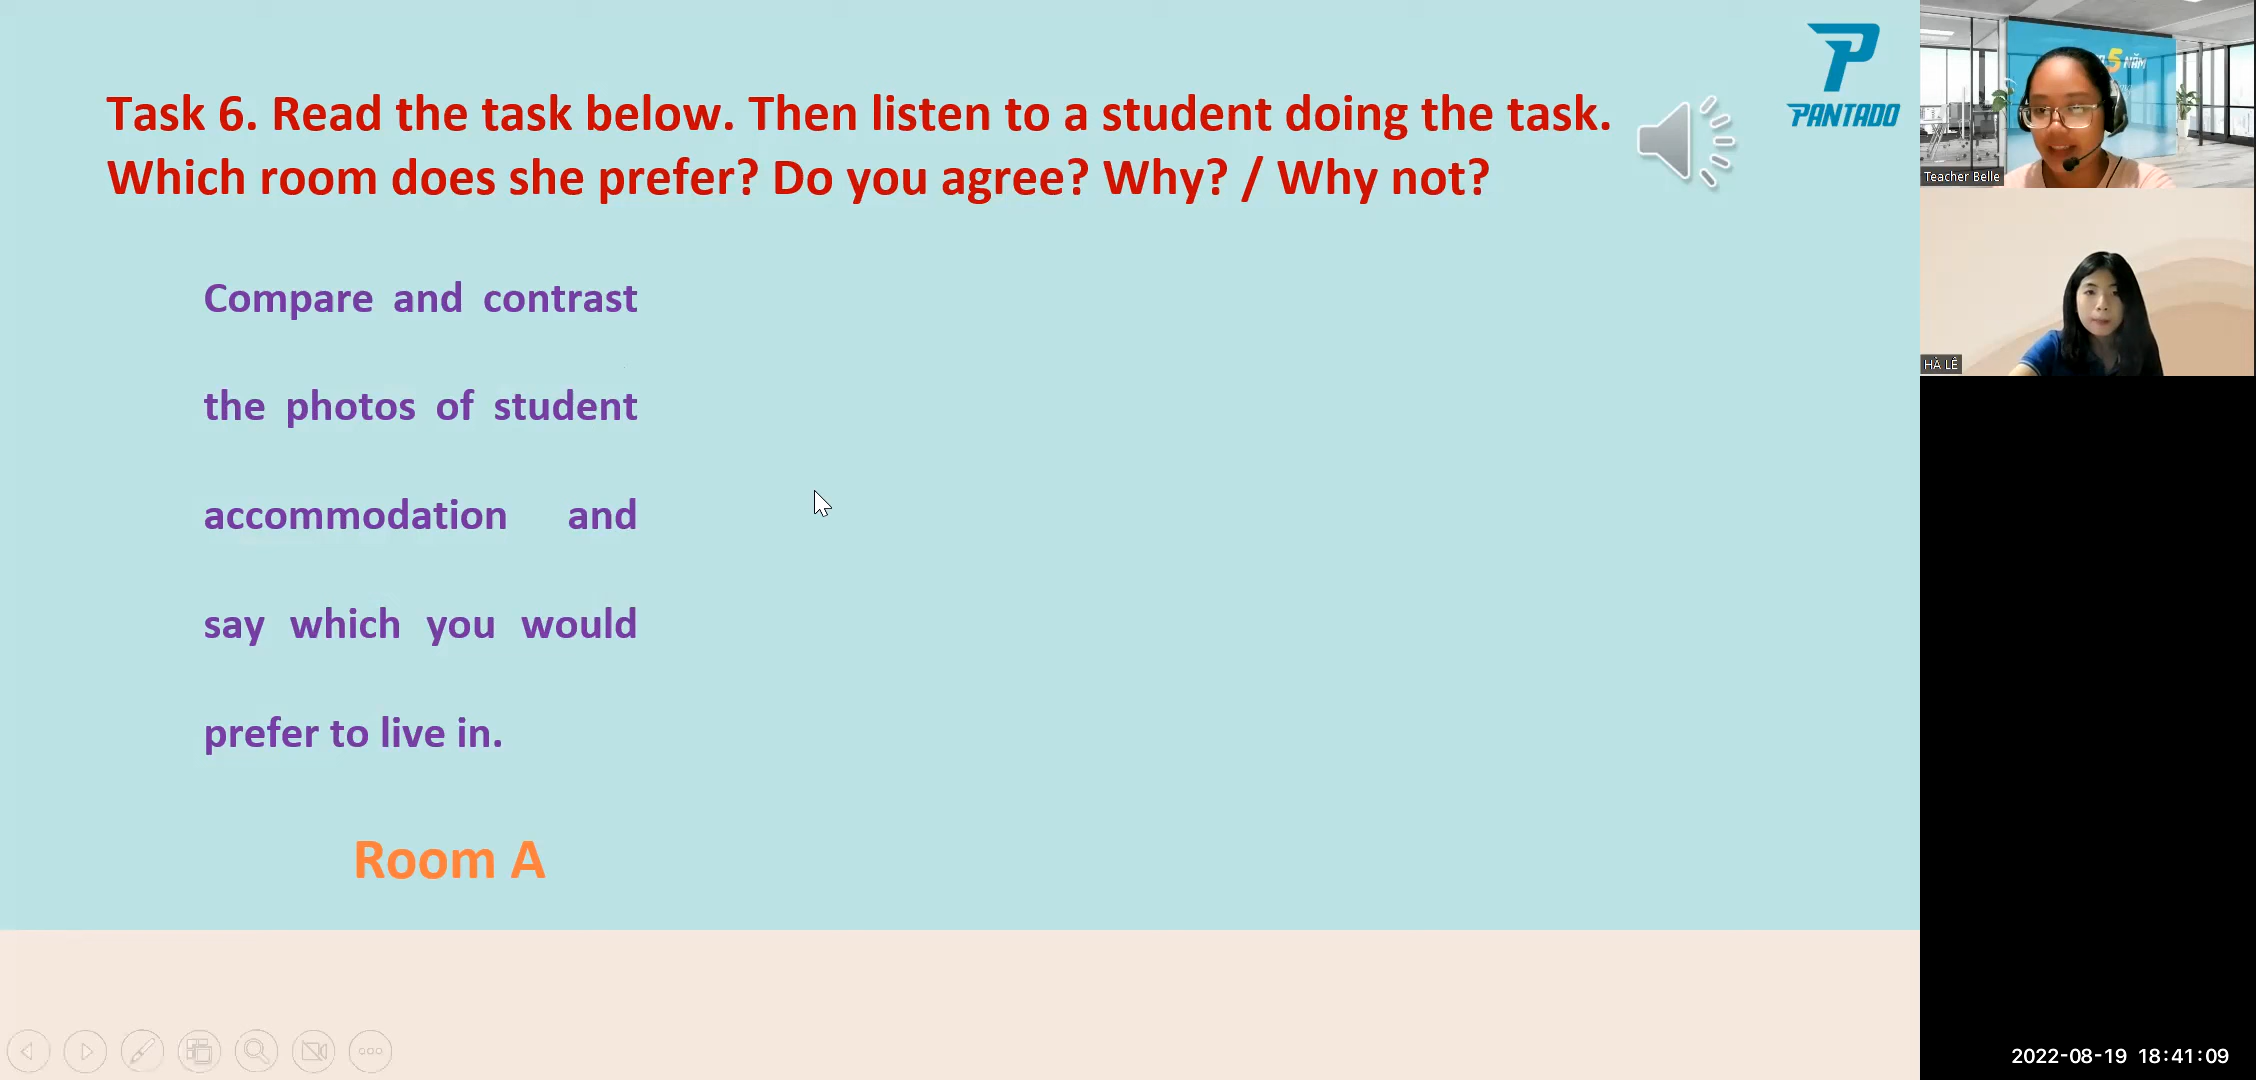 Task 6. Read the task below. Then listen to a student doing the task.
Which room does she prefer? Do you agree? Why? / Why not?
PANTADO
Compare and contrast
the photos of student
accommodation and
say which you would
prefer to live in.
Room A
5 NĂM
Teacher Belle
HÀ LÊ
2022-08-19 18:41:09